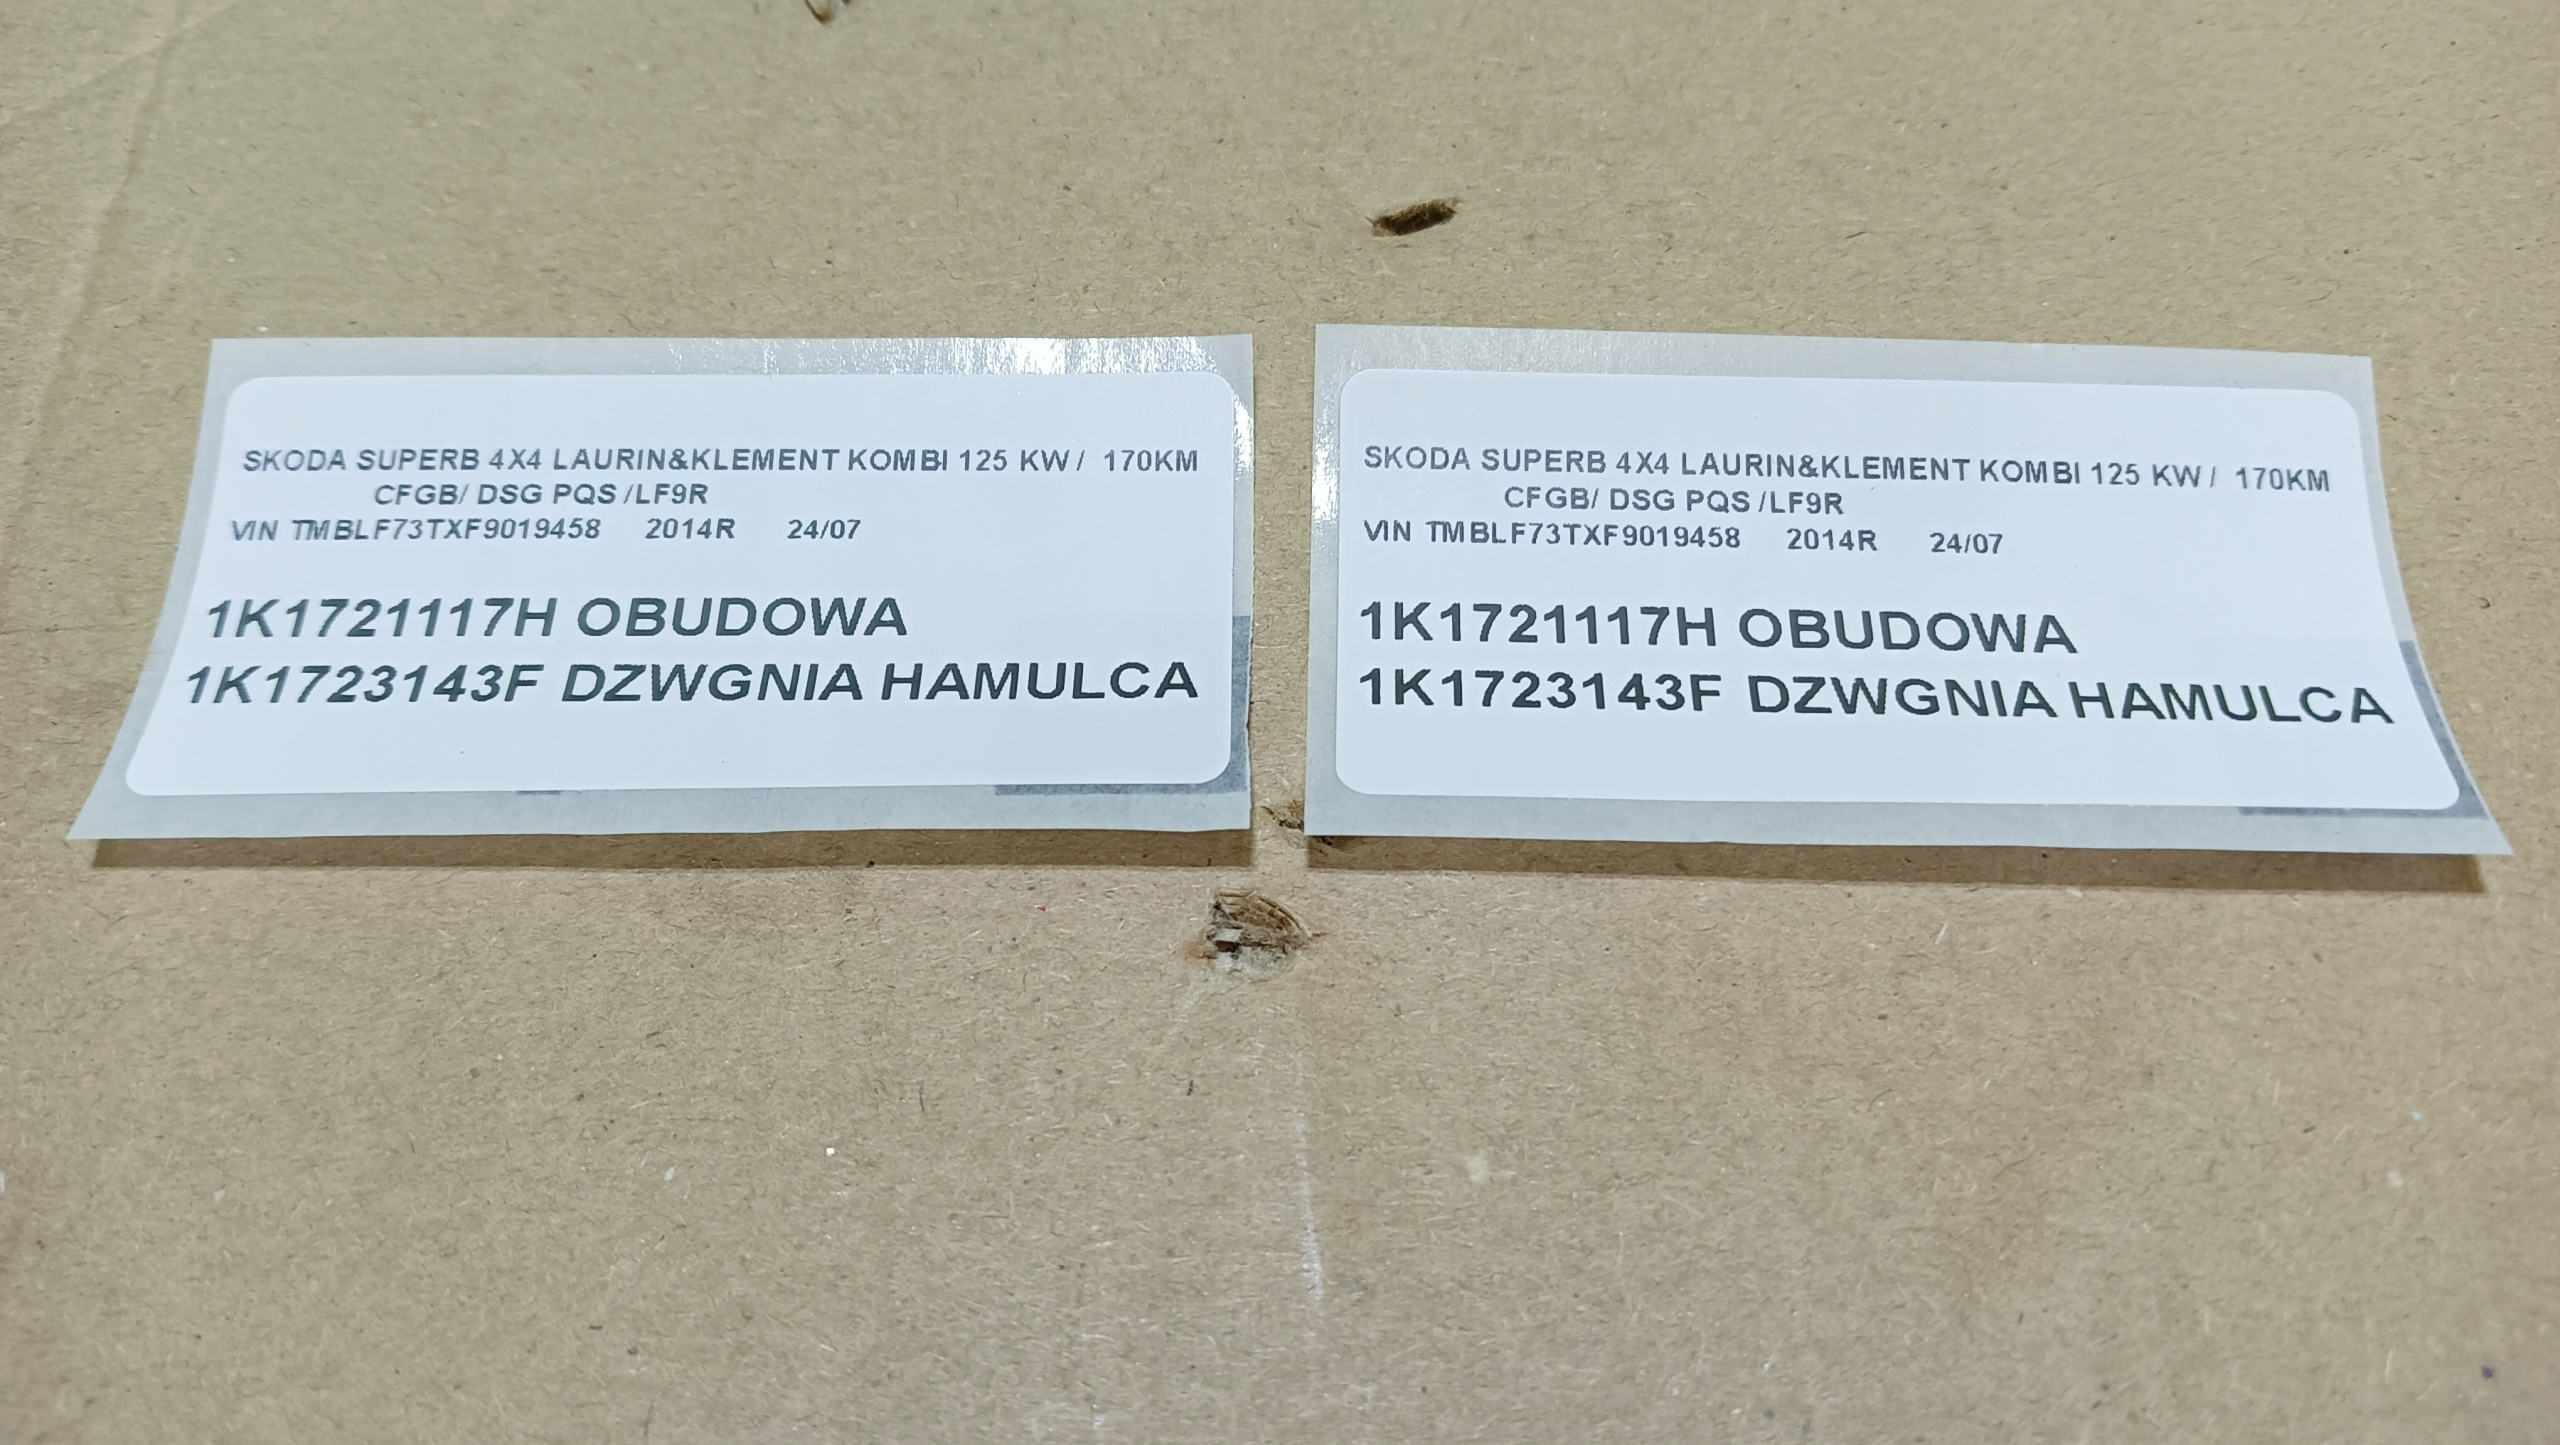 SKODA SUPERB 4X4 LAURIN&KLEMENT KOMBI 125 KW / 170KM
CFGB/ DSG PQS /LF9R
VIN TMBLF73TXF9019458 2014R 24/07
1K1721117H OBUDOWA
1K1723143F DZWGNIA HAMULCA
SKODA SUPERB 4X4 LAURIN&KLEMENT KOMBI 125 KW / 170KM
CFGB/ DSG PQS /LF9R
VIN TMBLF73TXF9019458 2014R 24/07
1K1721117H OBUDOWA
1K1723143F DZWGNIA HAMULCA